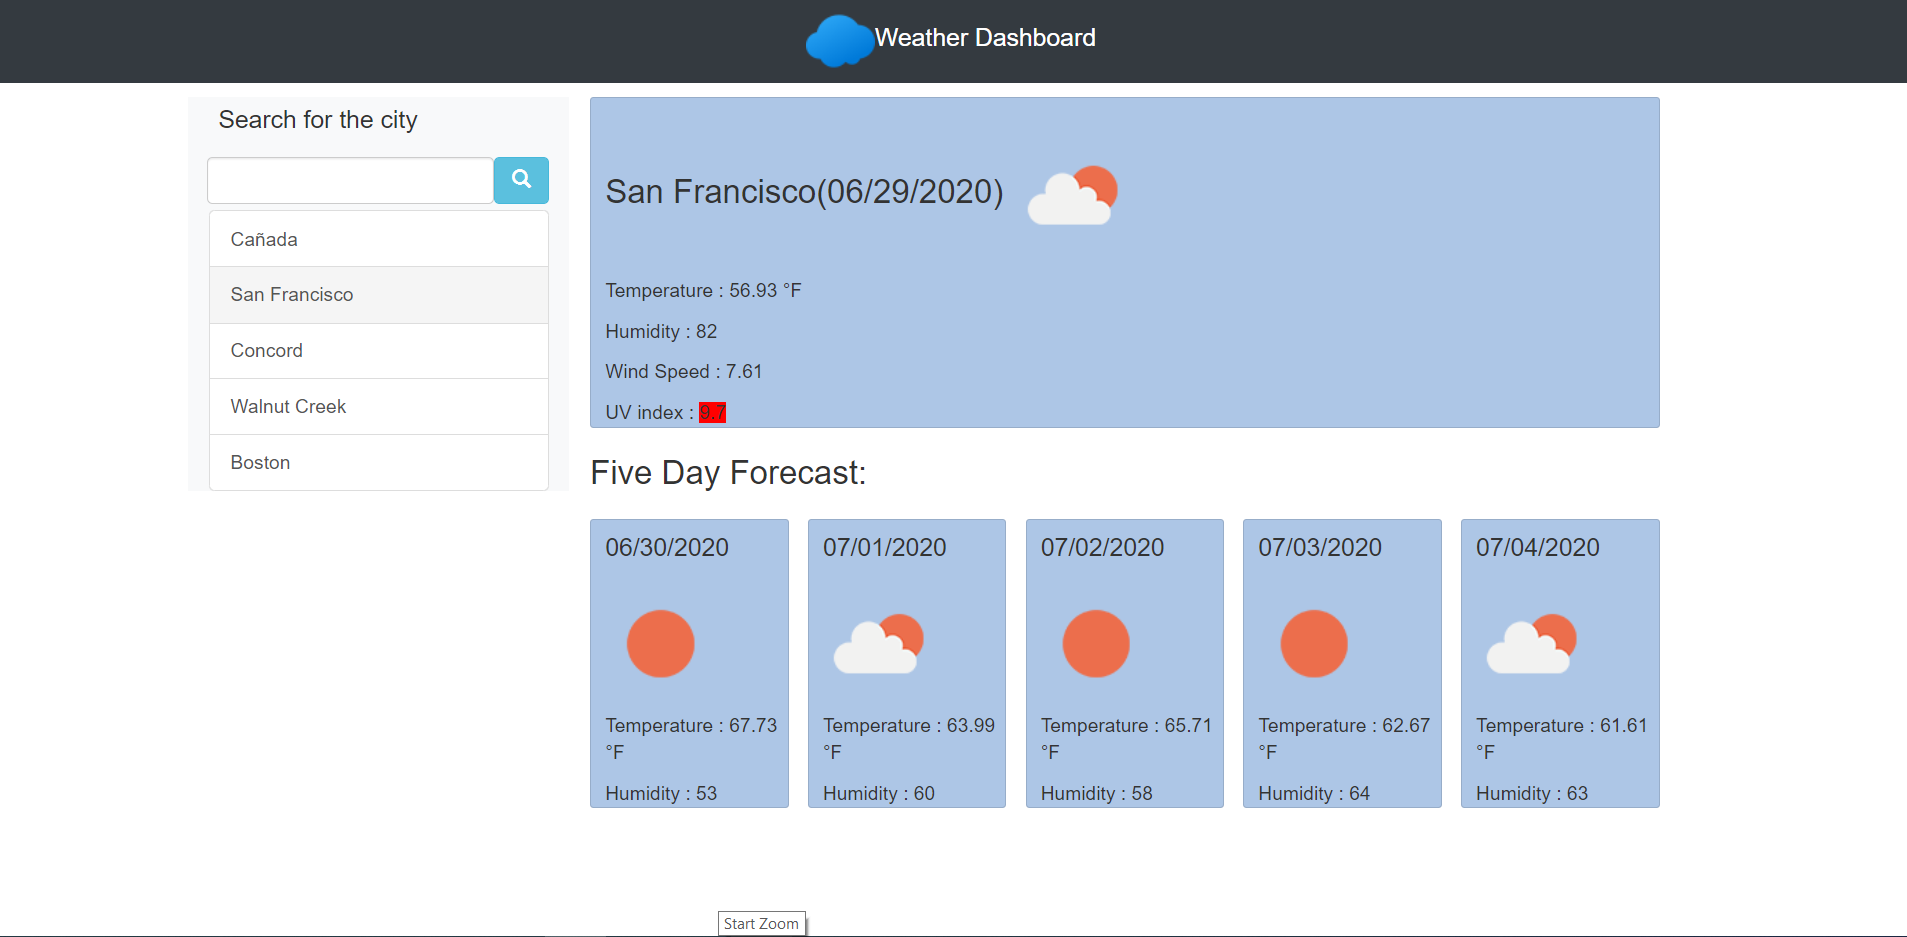 Weather Dashboard
Search for the city
Cañada
San Francisco
Concord
Walnut Creek
Boston
San Francisco(06/29/2020)
Temperature : 56.93 °F
Humidity : 82
Wind Speed : 7.61
UV index : 9.7
Five Day Forecast:
06/30/2020
Temperature : 67.73
°F
Humidity : 53
07/01/2020
Temperature : 63.99
°F
Humidity : 60
07/02/2020
Temperature : 65.71
°F
Humidity : 58
07/03/2020
Temperature : 62.67
°F
Humidity : 64
07/04/2020
Temperature : 61.61
°F
Humidity : 63
Start Zoom